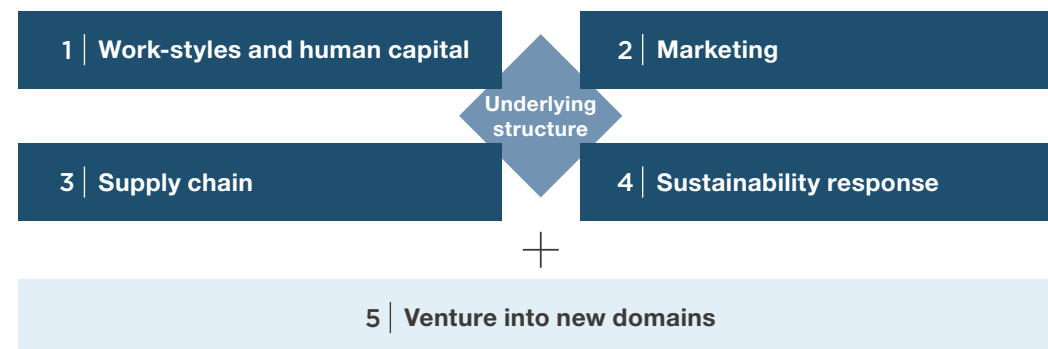 1 | Work-styles and human capital
2 | Marketing
Underlying
structure
3 | Supply chain
4 | Sustainability response
+
5 | Venture into new domains